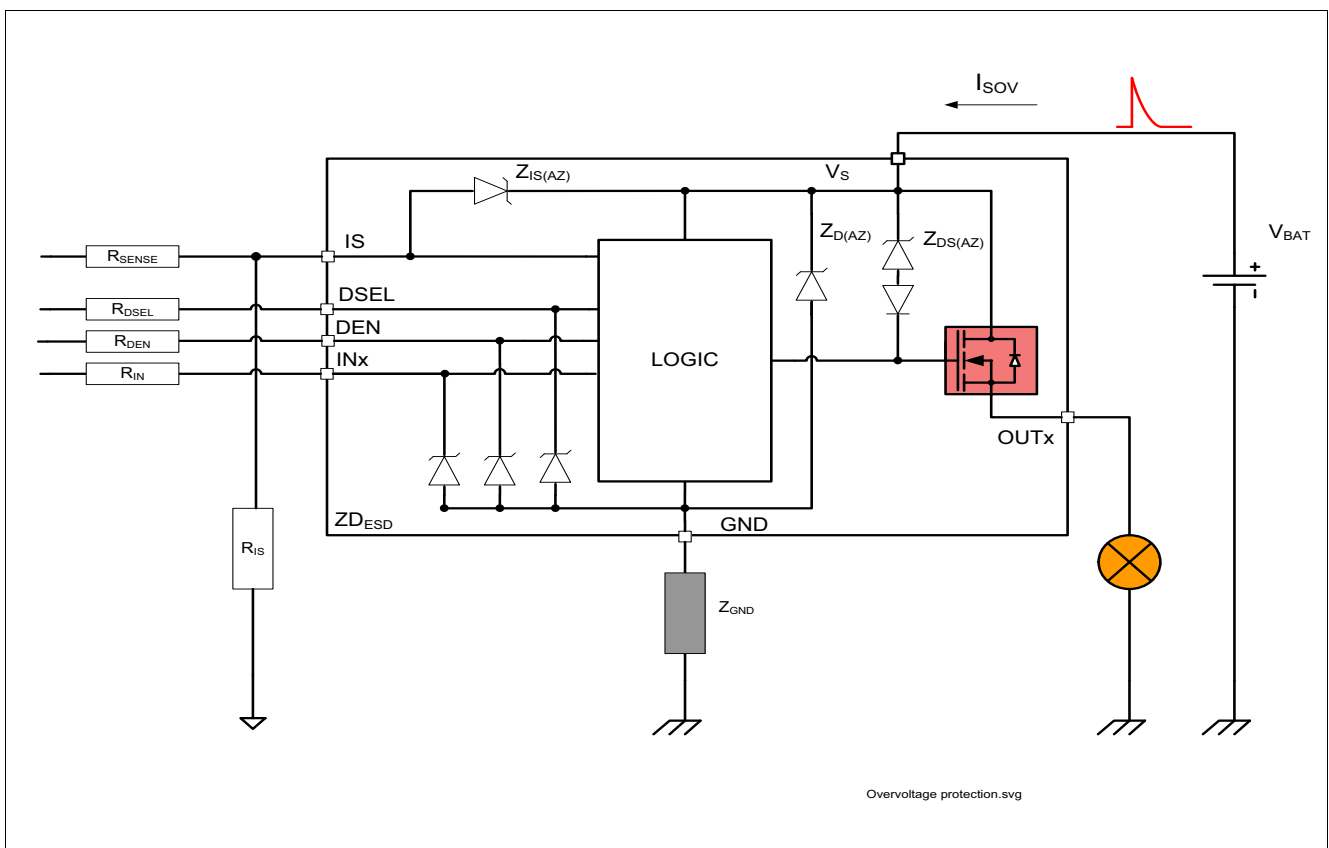 ISOV
ZIS(AZ)
VS
ZD(AZ)
ZDS(AZ)
VBAT
+
-
IS
RSENSE
DSEL
RDSEL
DEN
RDEN
INx
RIN
LOGIC
OUTx
ZDESD
GND
RIS
ZGND
Overvoltage protection.svg